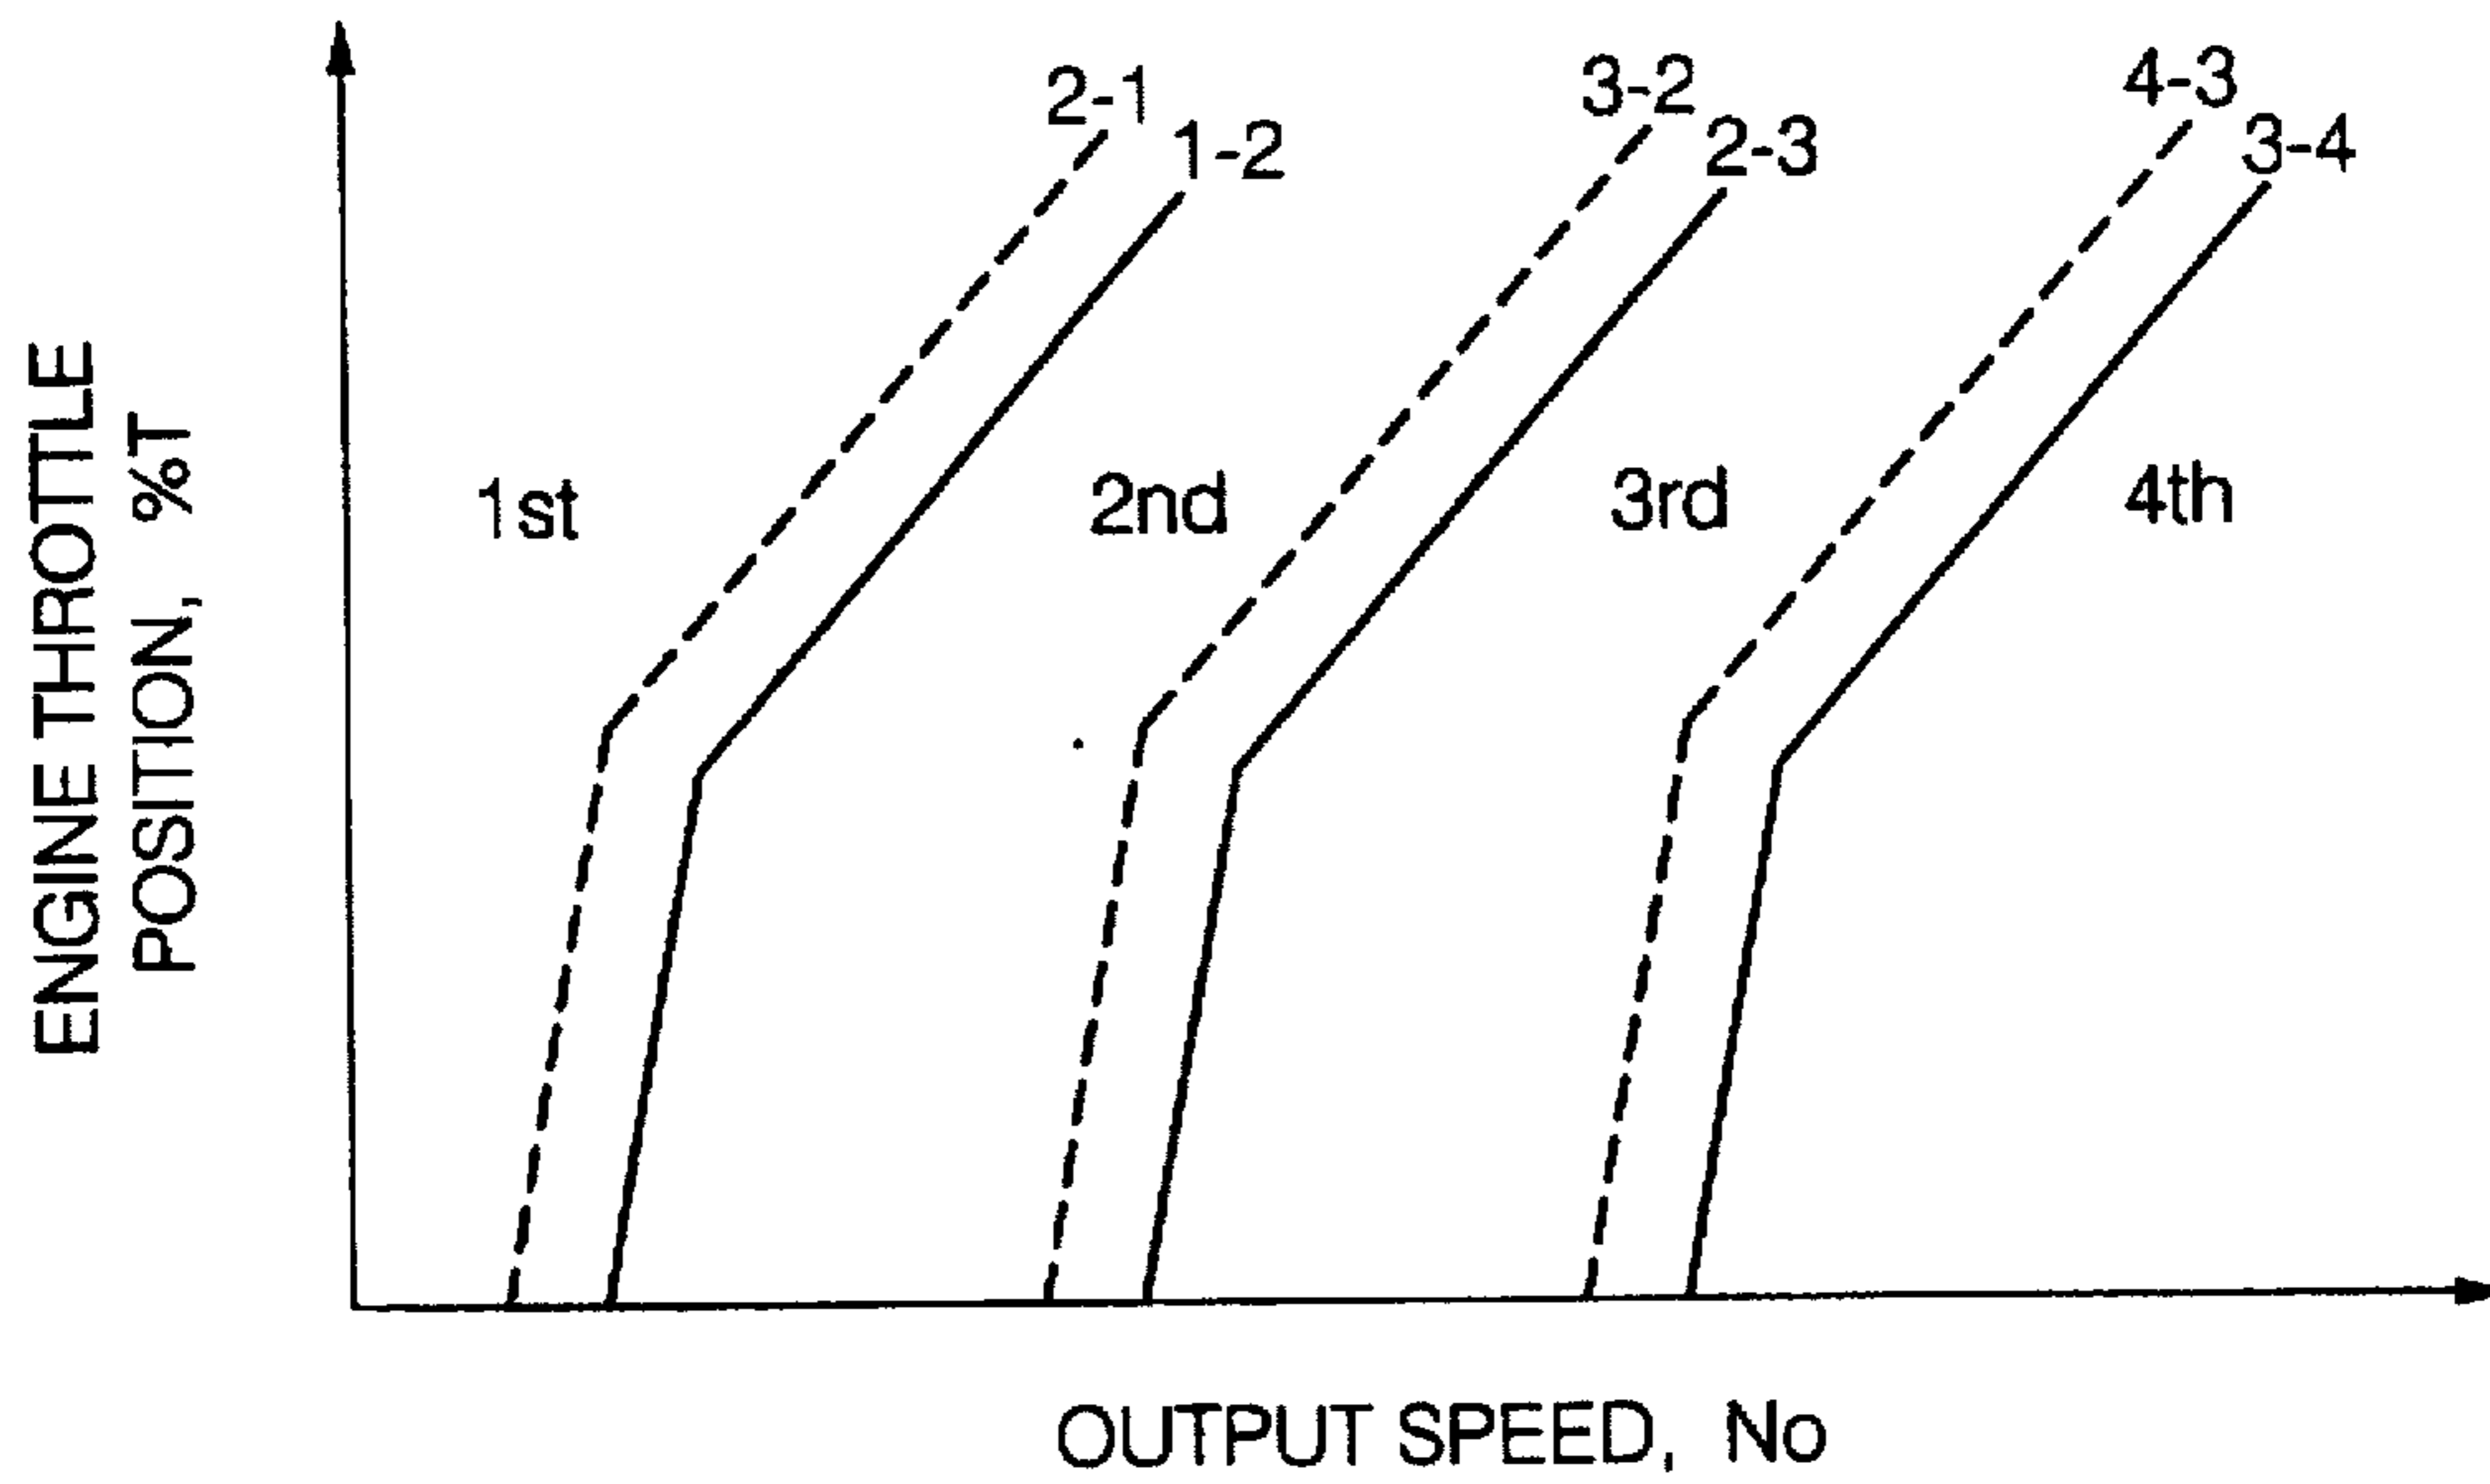 2-1
1-2
3-2
2-3
4-3
3-4
1st
2nd
3rd
4th
ENGINE THROTTLE
POSITION, %T
OUTPUT SPEED, No